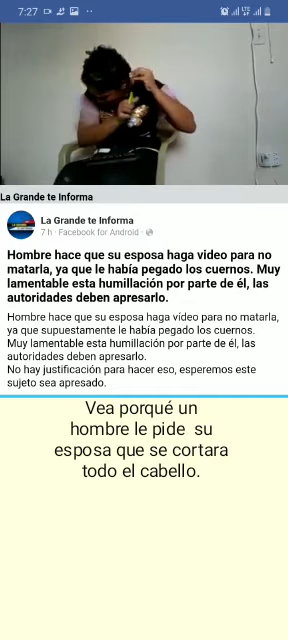 7:27
La Grande te Informa
La Grande te Informa
7 h · Facebook for Android ·
Hombre hace que su esposa haga video para no
matarla, ya que le había pegado los cuernos. Muy
lamentable esta humillación por parte de él, las
autoridades deben apresarlo.
Hombre hace que su esposa haga vídeo para no matarla,
ya que supuestamente le había pegado los cuernos.
Muy lamentable esta humillación por parte de él, las
autoridades deben apresarlo.
No hay justificación para hacer eso, esperemos este
sujeto sea apresado.
Vea porqué un
hombre le pide su
esposa que se cortara
todo el cabello.